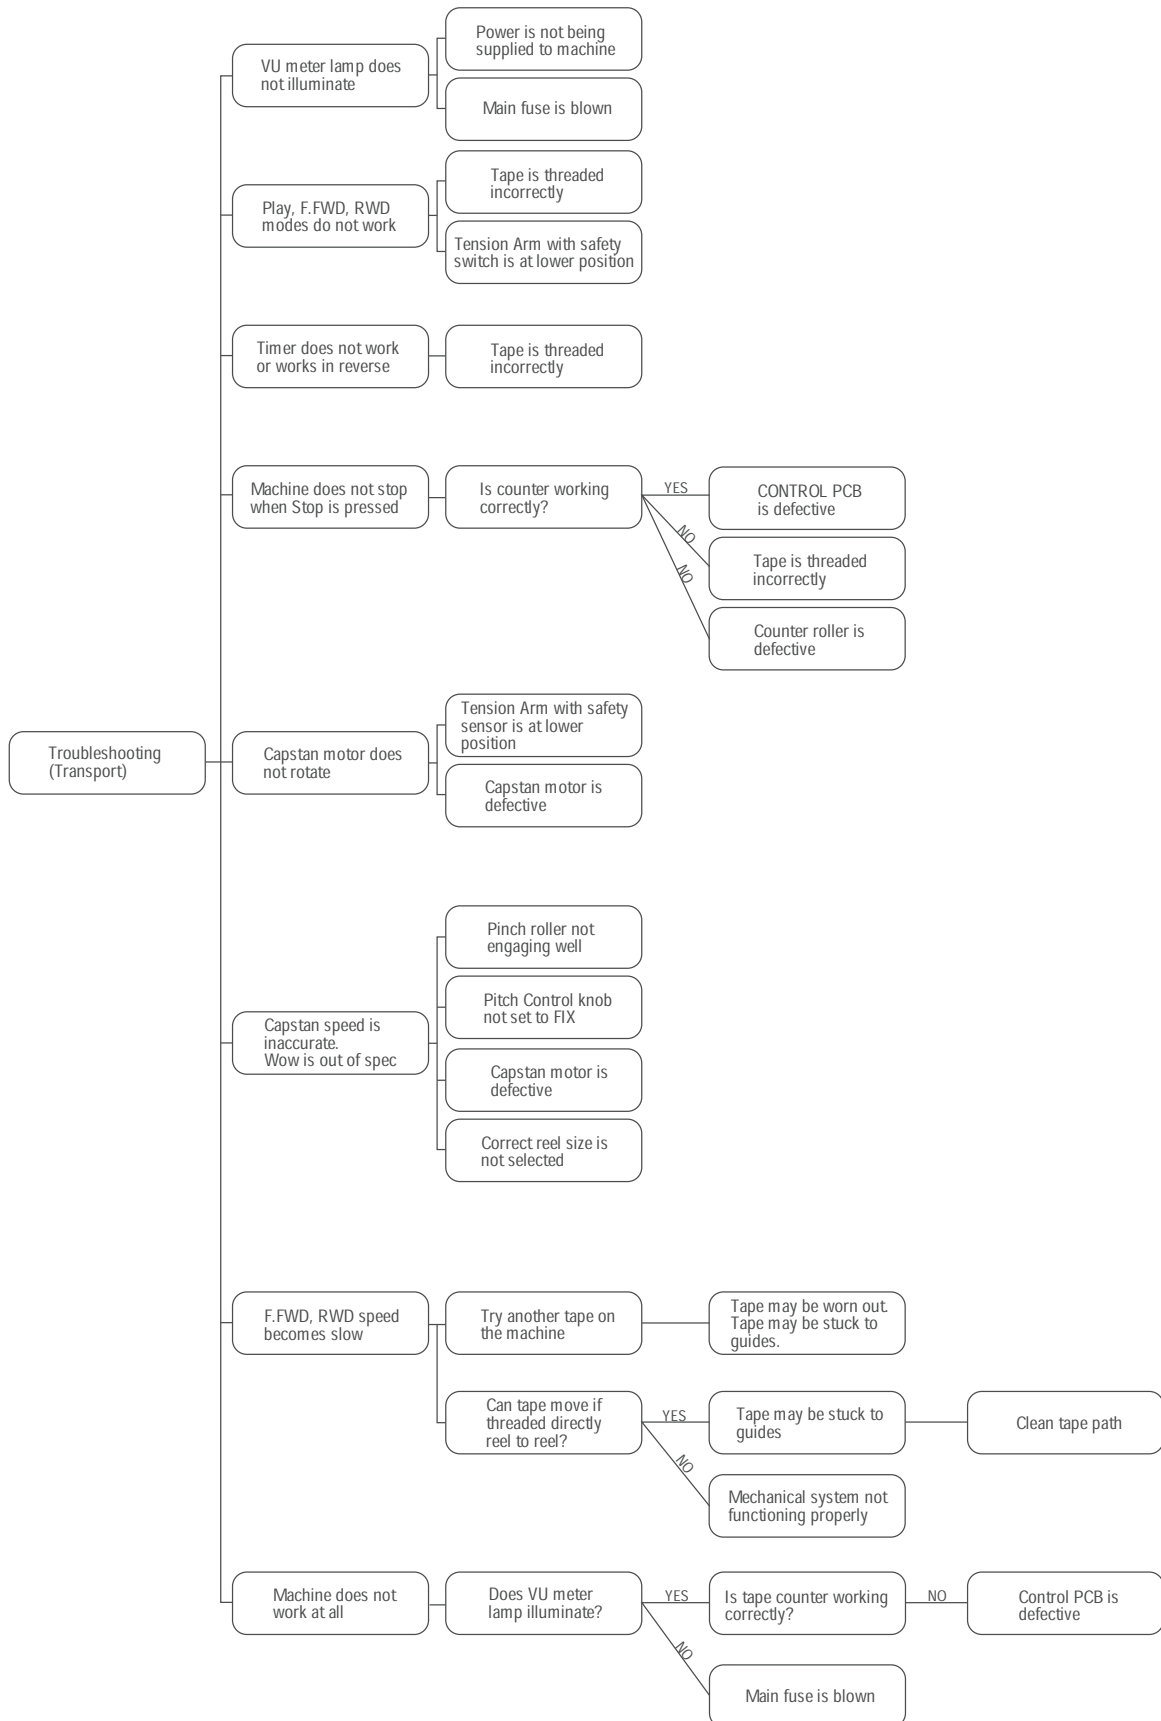 Troubleshooting
(Transport)
VU meter lamp does
not illuminate
Power is not being
supplied to machine
Main fuse is blown
Play, F.FWD, RWD
modes do not work
Tape is threaded
incorrectly
Tension Arm with safety
switch is at lower position
Timer does not work
or works in reverse
Tape is threaded
incorrectly
Machine does not stop
when Stop is pressed
Is counter working
correctly?
YES
CONTROL PCB
is defective
NO
Tape is threaded
incorrectly
NO
Counter roller is
defective
Capstan motor does
not rotate
Tension Arm with safety
sensor is at lower
position
Capstan motor is
defective
Capstan speed is
inaccurate.
Wow is out of spec
Pinch roller not
engaging well
Pitch Control knob
not set to FIX
Capstan motor is
defective
Correct reel size is
not selected
F.FWD, RWD speed
becomes slow
Try another tape on
the machine
Tape may be worn out.
Tape may be stuck to
guides.
Can tape move if
threaded directly
reel to reel?
YES
Tape may be stuck to
guides
Clean tape path
NO
Mechanical system not
functioning properly
Machine does not
work at all
Does VU meter
lamp illuminate?
YES
Is tape counter working
correctly?
NO
Control PCB is
defective
NO
Main fuse is blown